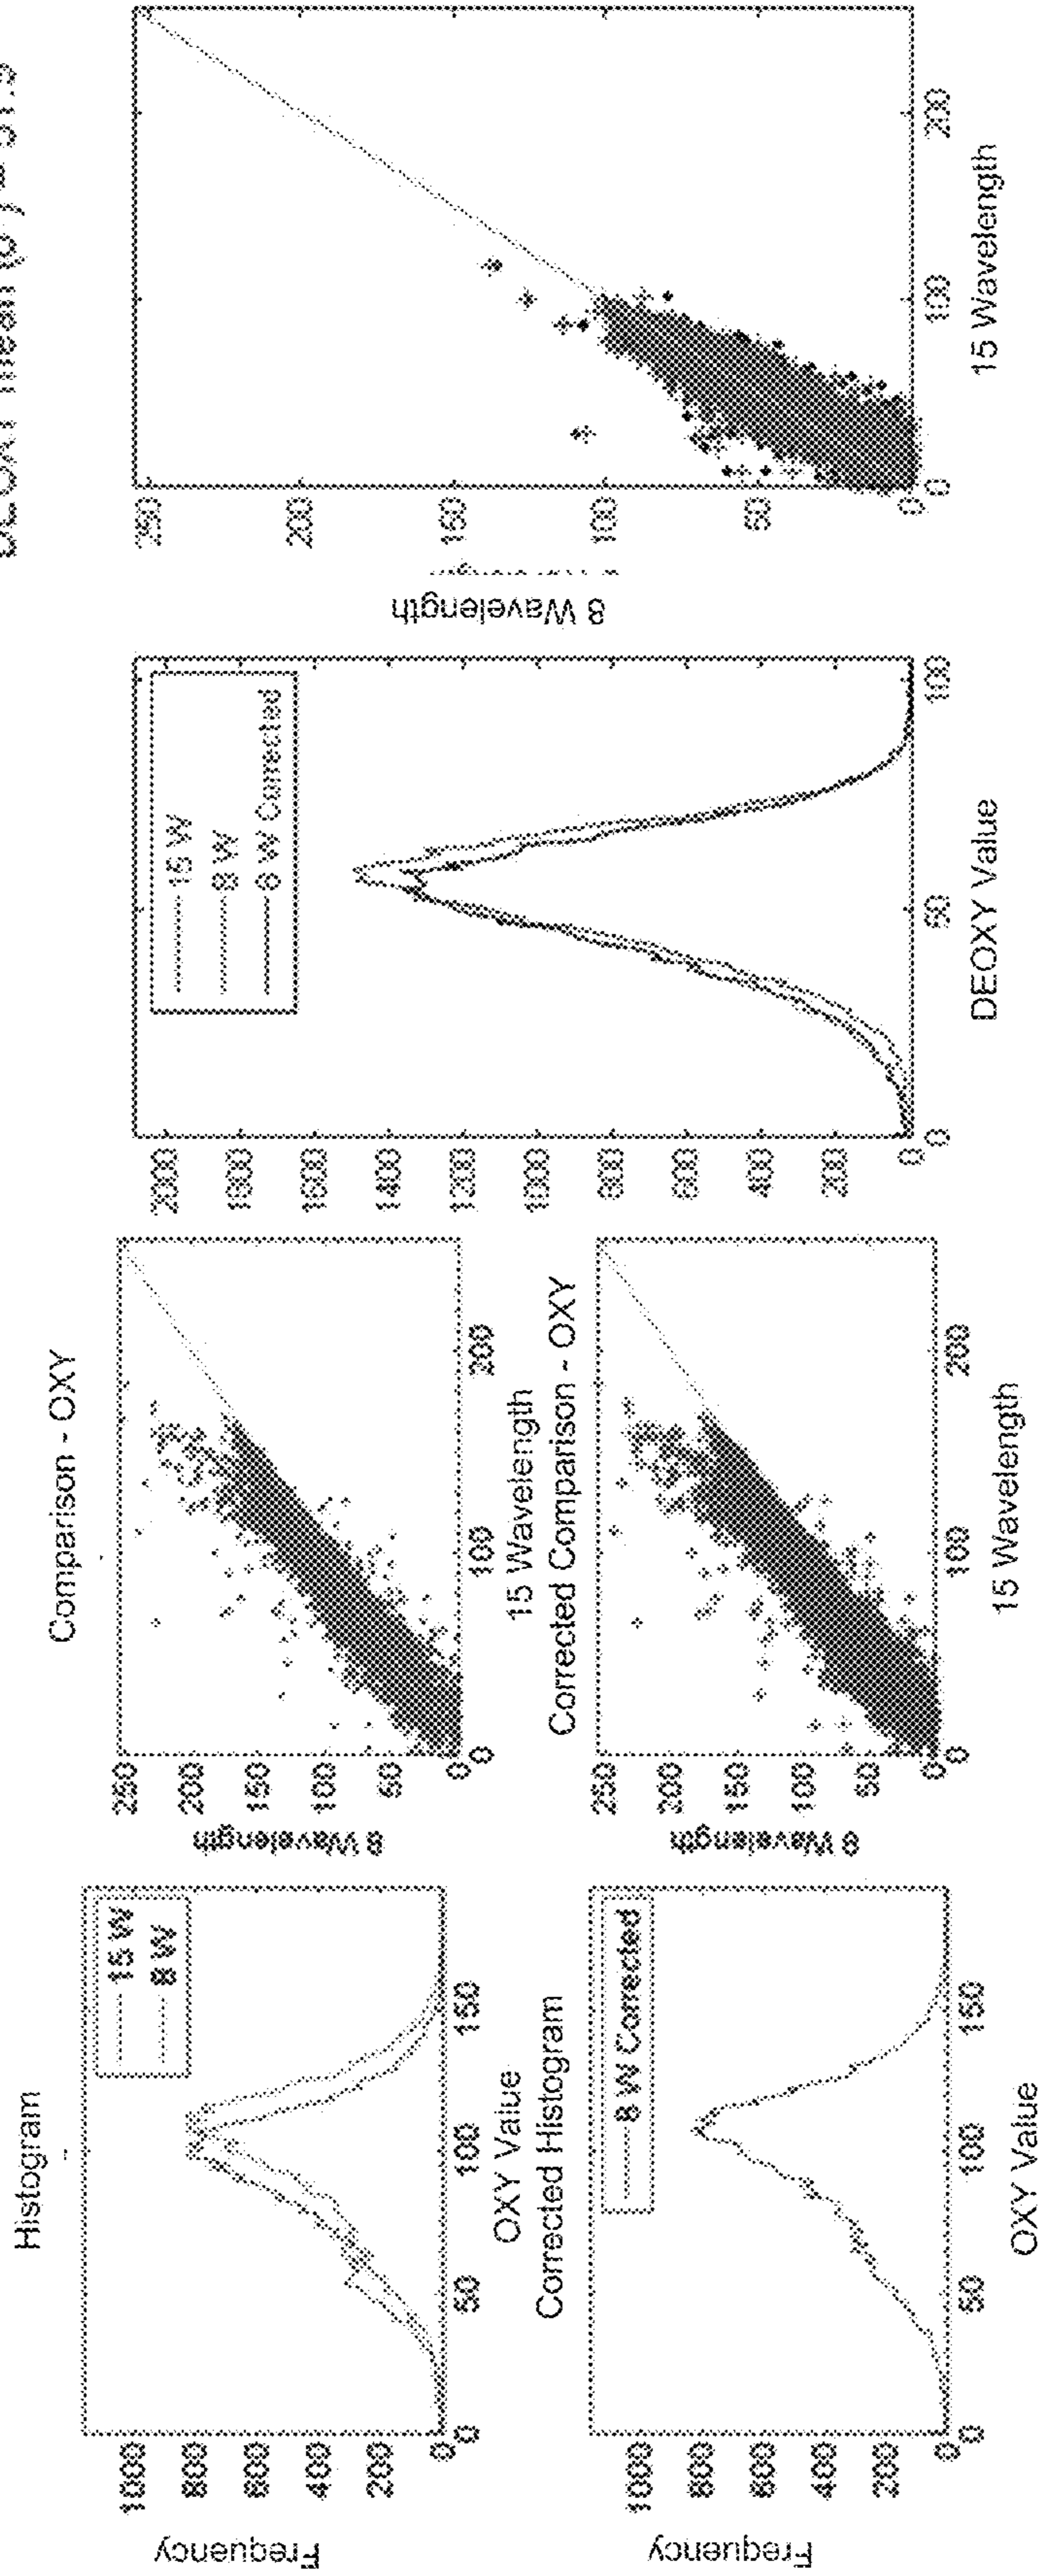 Histogram
Frequency
1000
800
600
400
200
0
0
50
100
150
15 W
8 W
OXY Value
Corrected Histogram
Frequency
1000
800
600
400
200
0
0
50
100
150
8 W Corrected
OXY Value
Comparison - OXY
8 Wavelength
250
200
150
100
50
0
0
100
200
15 Wavelength
Corrected Comparison - OXY
8 Wavelength
250
200
150
100
50
0
0
100
200
15 Wavelength
2000
1800
1600
1400
1200
1000
800
600
400
200
0
0
50
100
15 W
8 W
8 W Corrected
DEOXY Value
DEOXY mean
8 Wavelength
250
200
150
100
50
0
0
100
200
15 Wavelength